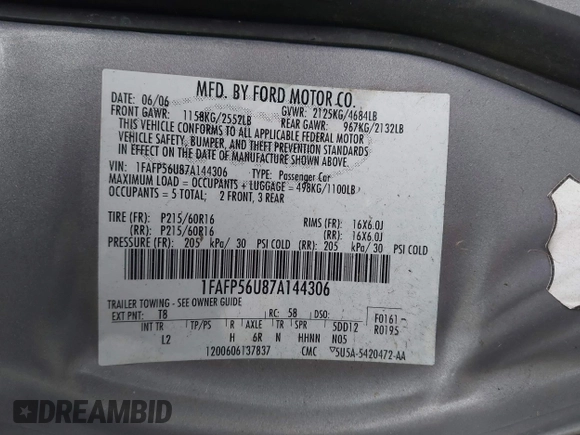 MFD. BY FORD MOTOR CO.
DATE: 06/06 GVWR: 2125KG/4684LB
FRONT GAWR: 1158KG/2552LB REAR GAWR: 967KG/2132LB
THIS VEHICLE CONFORMS TO ALL APPLICABLE FEDERAL MOTOR
VEHICLE SAFETY, BUMPER, AND THEFT PREVENTION STANDARDS
IN EFFECT ON THE DATE OF MANUFACTURE SHOWN ABOVE.
VIN: 1FAFP56U87A144306 TYPE: Passenger Car
MAXIMUM LOAD = OCCUPANTS + LUGGAGE = 498KG/1100LB
OCCUPANTS = 5 TOTAL; 2 FRONT, 3 REAR
TIRE (FR): P215/60R16 RIMS (FR): 16X6.0J
(RR): P215/60R16 (RR): 16X6.0J
PRESSURE (FR): 205 kPa/ 30 PSI COLD (RR): 205 kPa/ 30 PSI COLD
1FAFP56U87A144306
TRAILER TOWING - SEE OWNER GUIDE
EXT PNT: T8 RC: 58 DSO: F0161
INT TR TP/PS R AXLE TR SPR 5DD12 R0195
L2 H 6R N HHNN N05
1200606137837 CMC 5U5A-5420472-AA
DREAMBID